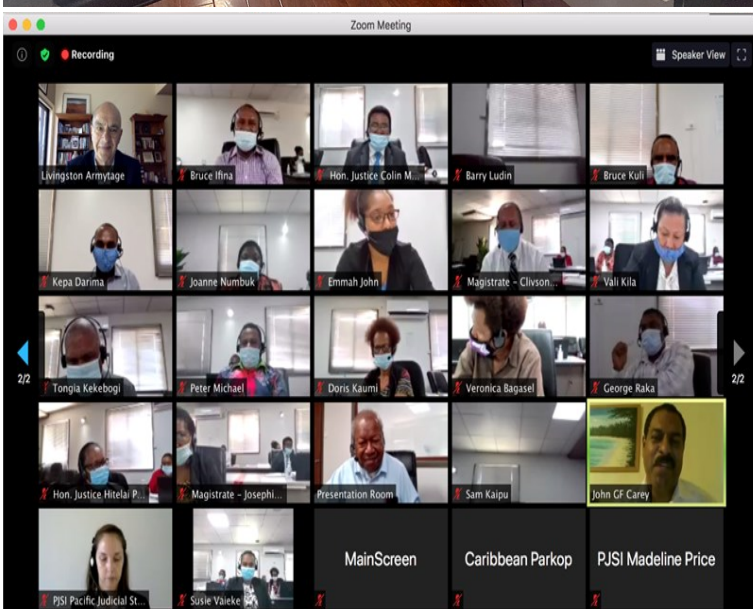 Zoom Meeting
Recording
Speaker View
Livingston Armytage
Bruce Ifina
Hon. Justice Colin M...
Barry Ludin
Bruce Kuli
Kepa Darima
Joanne Numbuk
Emmah John
Magistrate - Clivson...
Vali Kila
2/2
2/2
Tongia Kekebogi
Peter Michael
Doris Kaumi
Veronica Bagasel
George Raka
Hon. Justice Hitelai P...
Magistrate - Josephi...
Presentation Room
Sam Kaipu
John GF Carey
MainScreen
Caribbean Parkop
PJSI Madeline Price
PJSI Pacific Judicial St...
Susie Vaieke